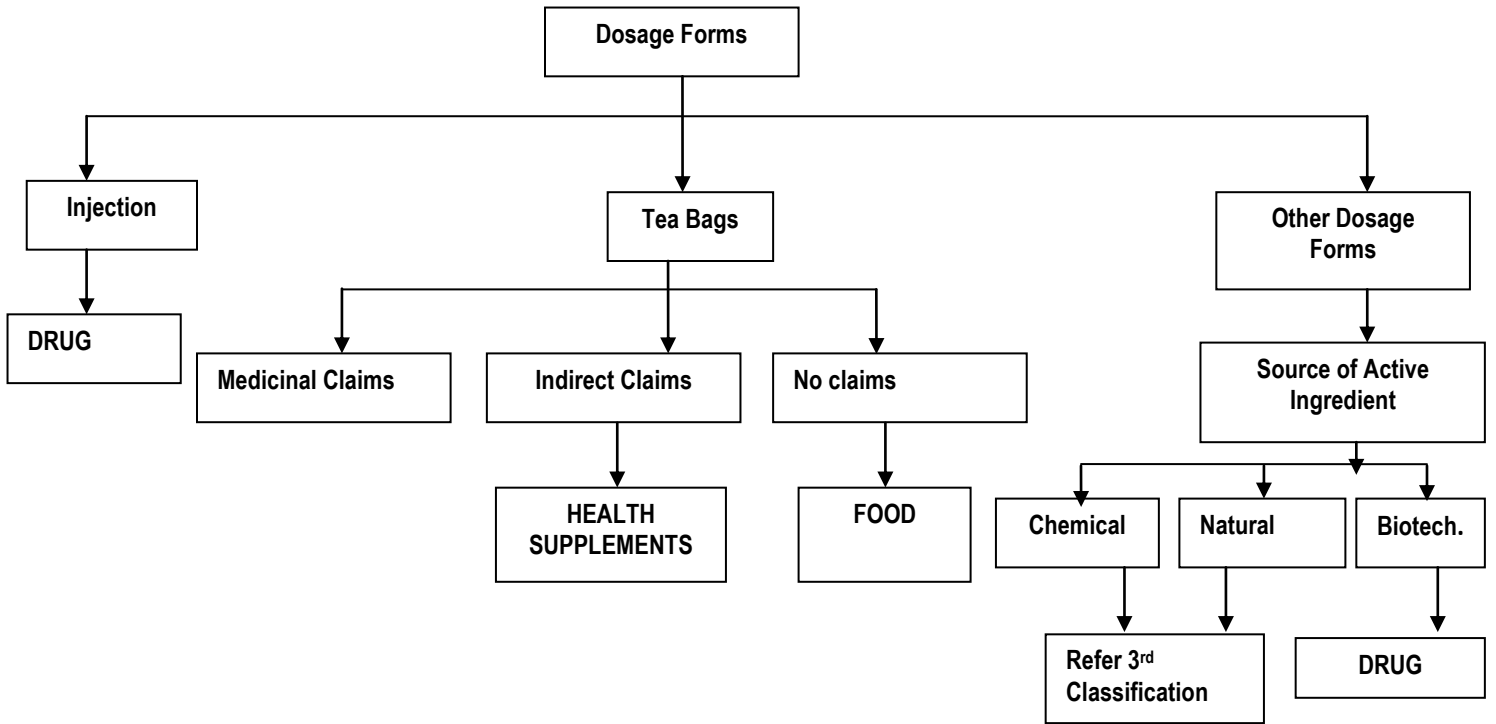 Dosage Forms
Injection
Tea Bags
Other Dosage
Forms
DRUG
Medicinal Claims
Indirect Claims
No claims
Source of Active
Ingredient
HEALTH
SUPPLEMENTS
FOOD
Chemical
Natural
Biotech.
Refer 3rd
Classification
DRUG